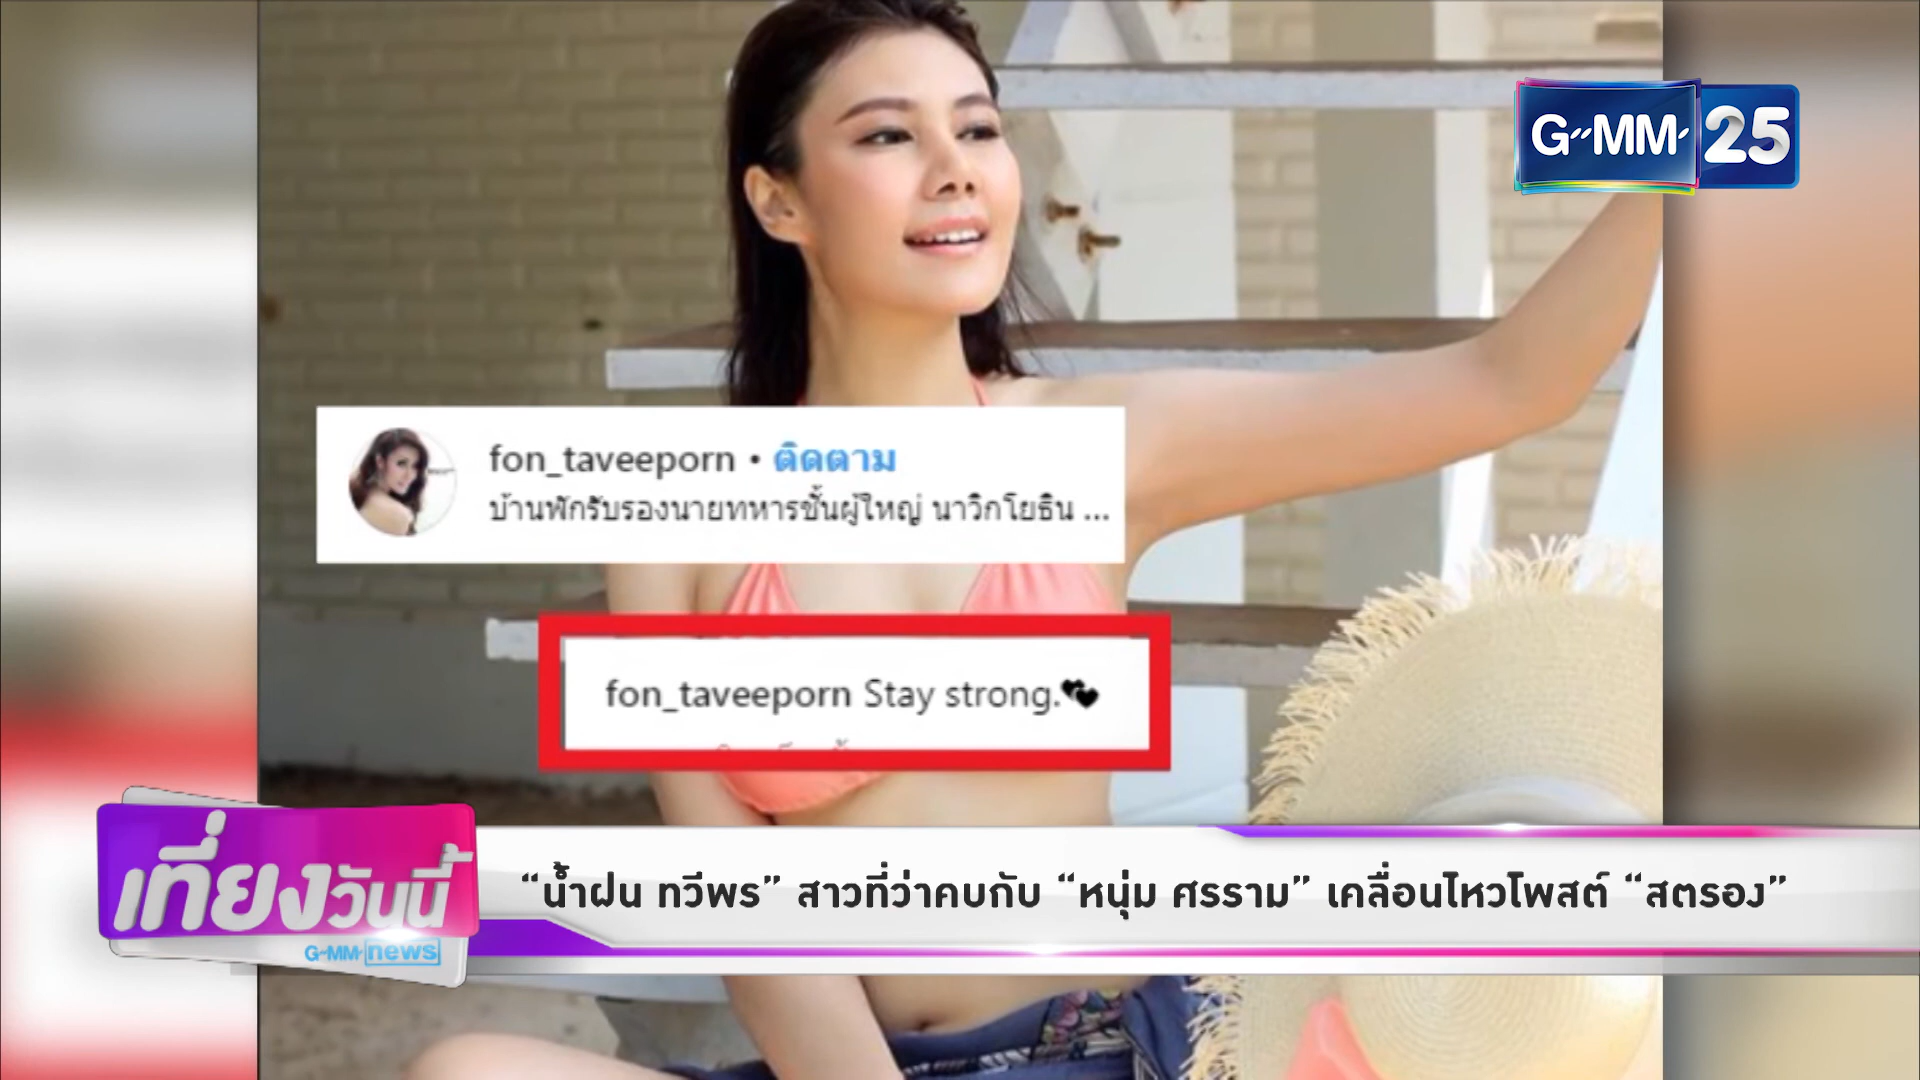 G-MM- 25
fon_taveeporn • ติดตาม
บ้านพักรับรองนายทหารชั้นผู้ใหญ่ นาวิกโยธิน ...
fon_taveeporn Stay strong.🖤
เที่ยงวันนี้
G-MM- news
“น้ำฝน ทวีพร” สาวที่ว่าคบกับ “หนุ่ม ศรราม” เคลื่อนไหวโพสต์ “สตรอง”